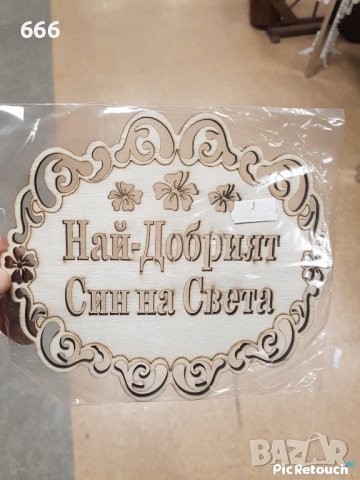 666
Най-Добрият
Син на Света
BAZAR
PicRetouch